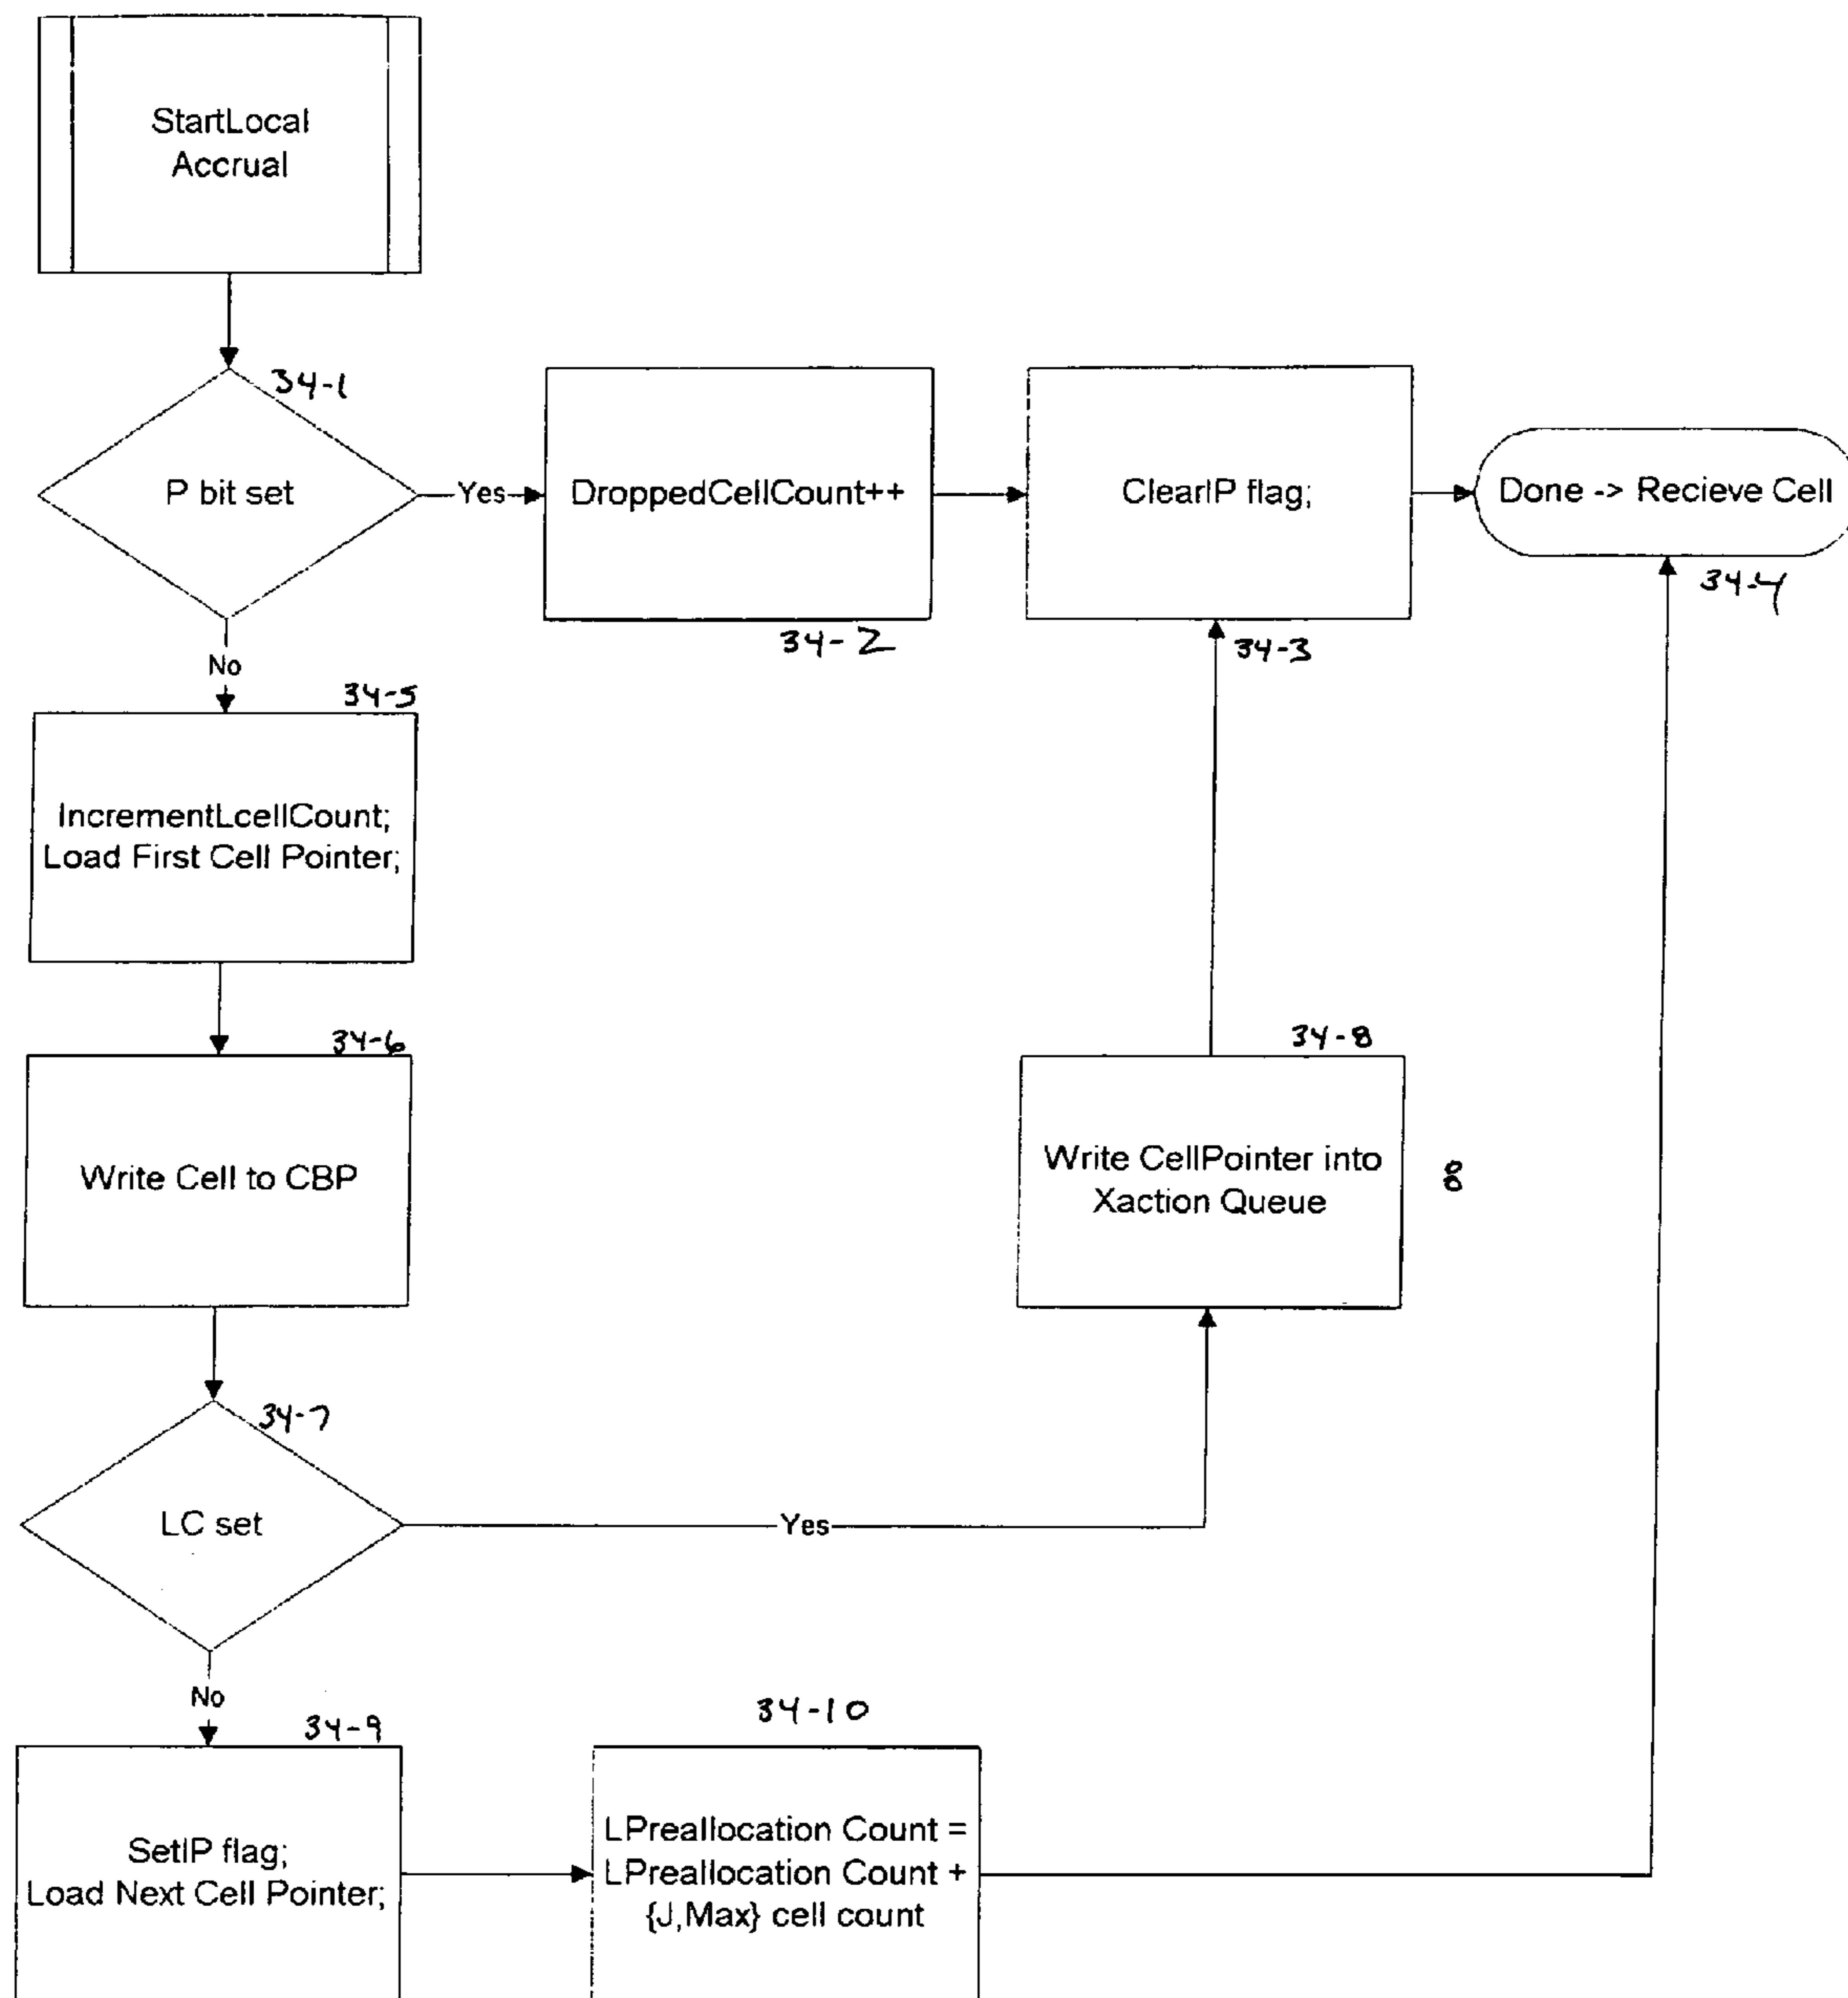 StartLocal
Accrual
34-1
P bit set
Yes
DroppedCellCount++
34-2
ClearIP flag;
34-3
Done -> Recieve Cell
34-4
No
34-5
IncrementLcellCount;
Load First Cell Pointer;
34-6
Write Cell to CBP
34-8
Write CellPointer into
Xaction Queue
8
34-7
LC set
Yes
No
34-9
SetIP flag;
Load Next Cell Pointer;
34-10
LPreallocation Count =
LPreallocation Count +
{J,Max} cell count